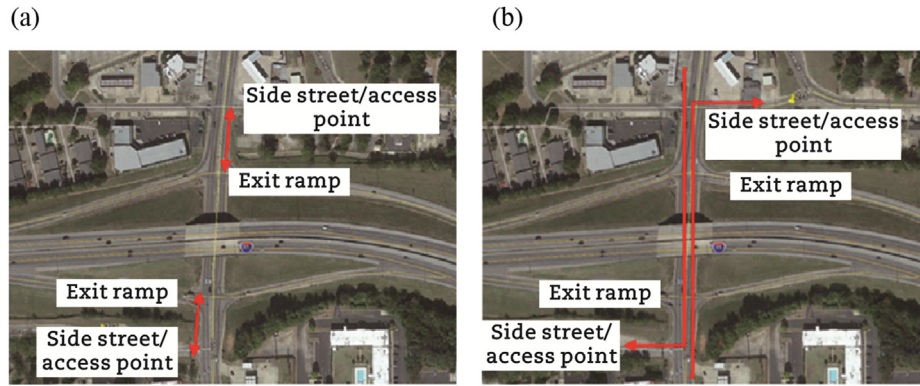 (a)
(b)
Side street/access
point
Exit ramp
Exit ramp
Side street/
access point
Side street/access
point
Exit ramp
Exit ramp
Side street/
access point